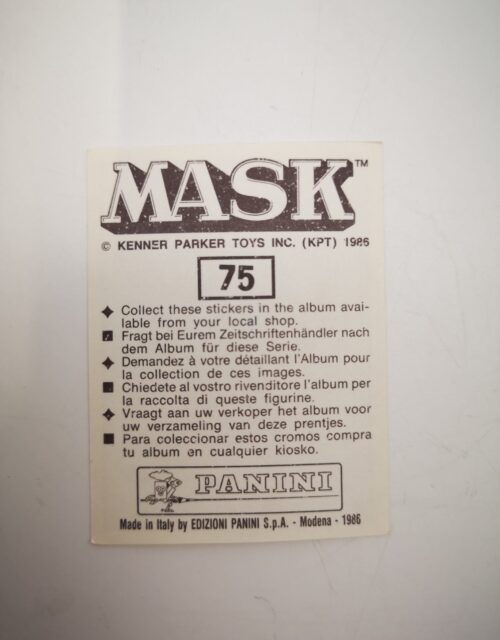 MASK™
© KENNER PARKER TOYS INC. (KPT) 1986
75
Collect these stickers in the album avai-
lable from your local shop.
Fragt bei Eurem Zeitschriftenhändler nach
dem Album für diese Serie.
Demandez à votre détaillant l'Album pour
la collection de ces images.
Chiedete al vostro rivenditore l'album per
la raccolta di queste figurine.
Vraagt aan uw verkoper het album voor
uw verzameling van deze prentjes.
Para coleccionar estos cromos compra
tu album en cualquier kiosko.
PANINI
Made in Italy by EDIZIONI PANINI S.p.A. - Modena - 1986